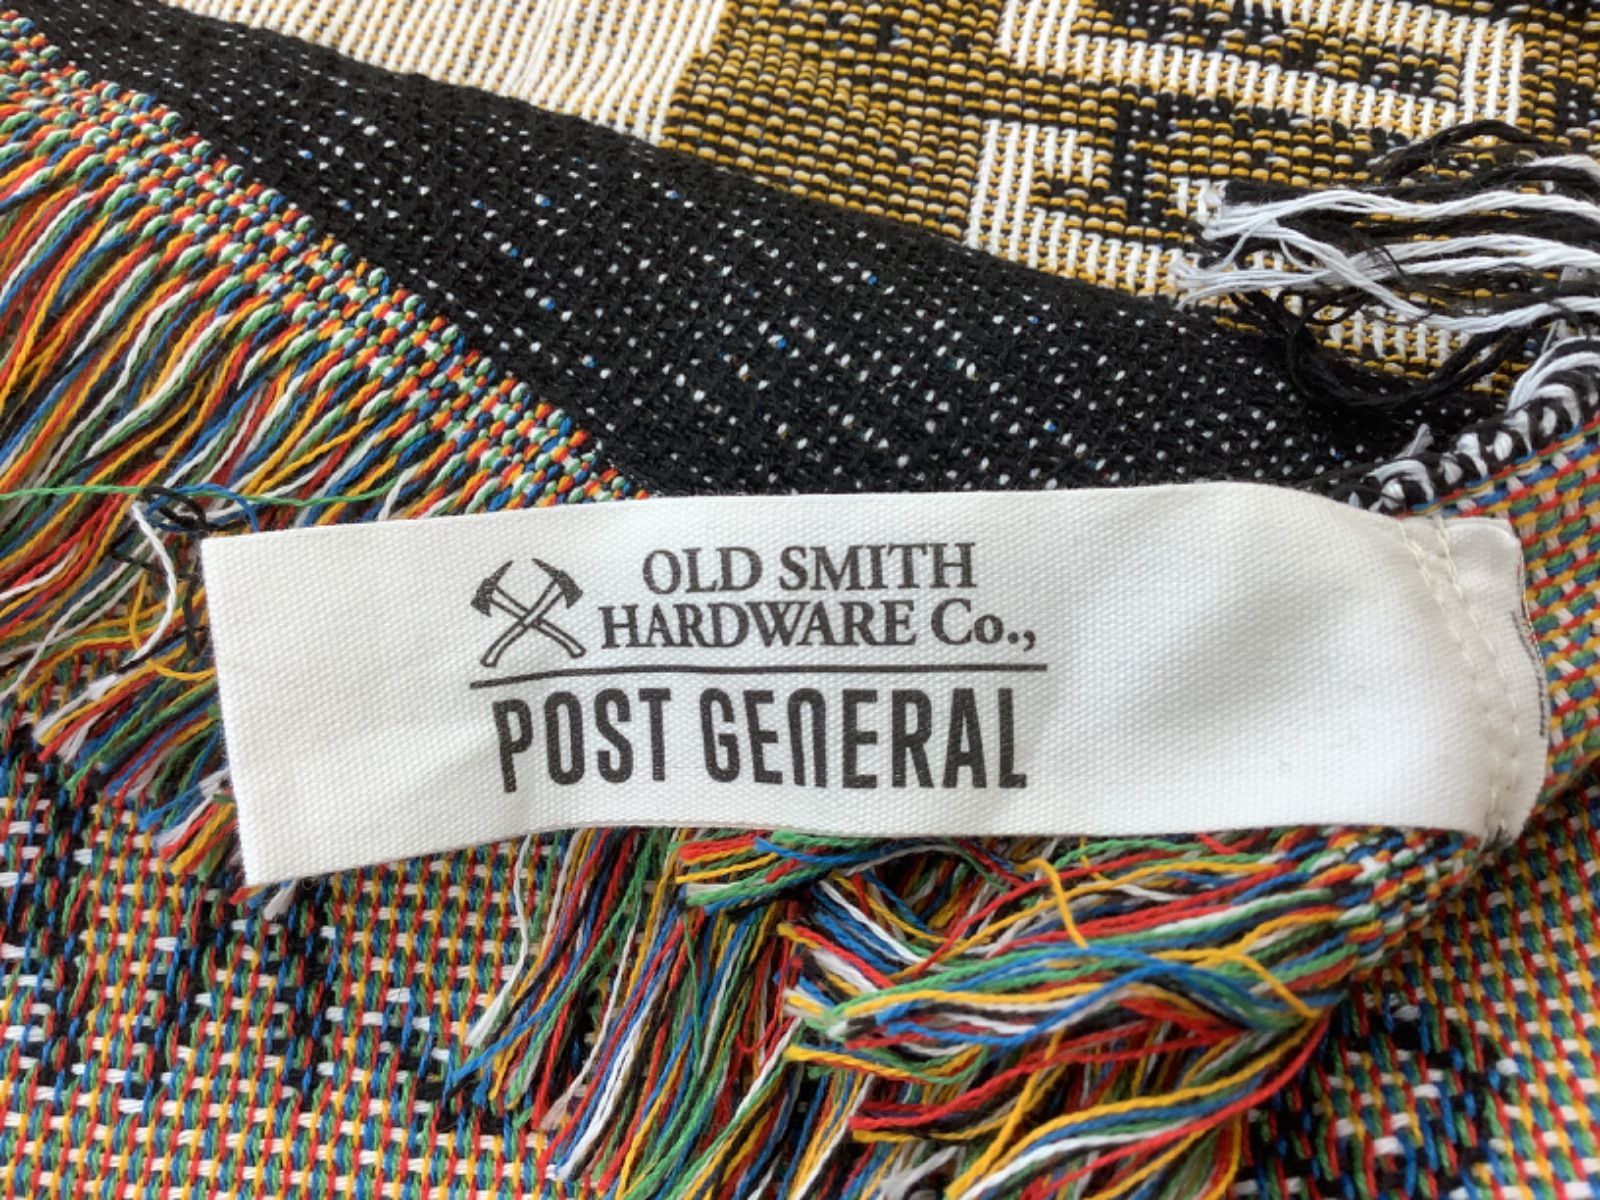 OLD SMITH
HARDWARE Co.,
POST GENERAL